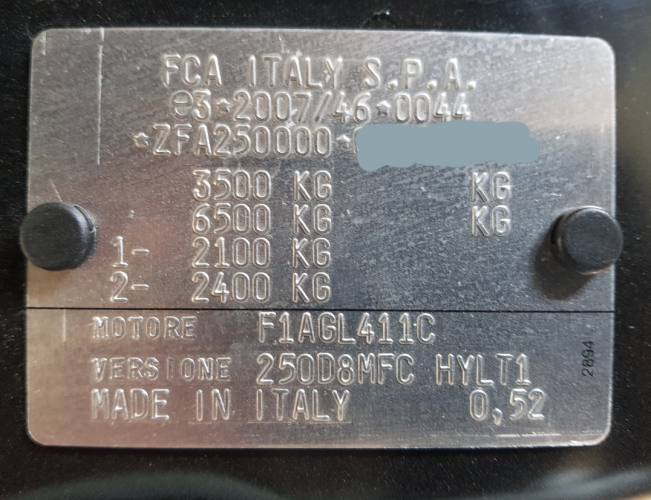 FCA ITALY S.P.A.
e3*2007/46*0044
*ZFA250000*
3500 KG KG
6500 KG KG
1- 2100 KG
2- 2400 KG
MOTORE F1AGL411C
VERSIONE 250D8MFC HYLT1
MADE IN ITALY 0,52
2894